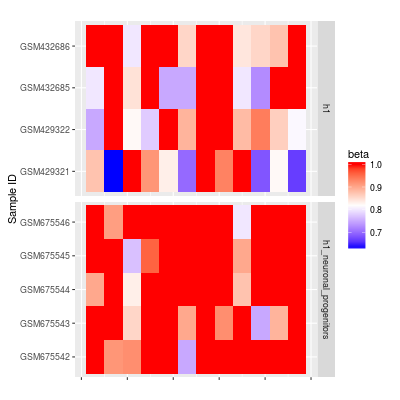 Sample ID
GSM432686
GSM432685
GSM429322
GSM429321
h1
GSM675546
GSM675545
GSM675544
GSM675543
GSM675542
h1_neuronal_progenitors
beta
1.0
0.9
0.8
0.7